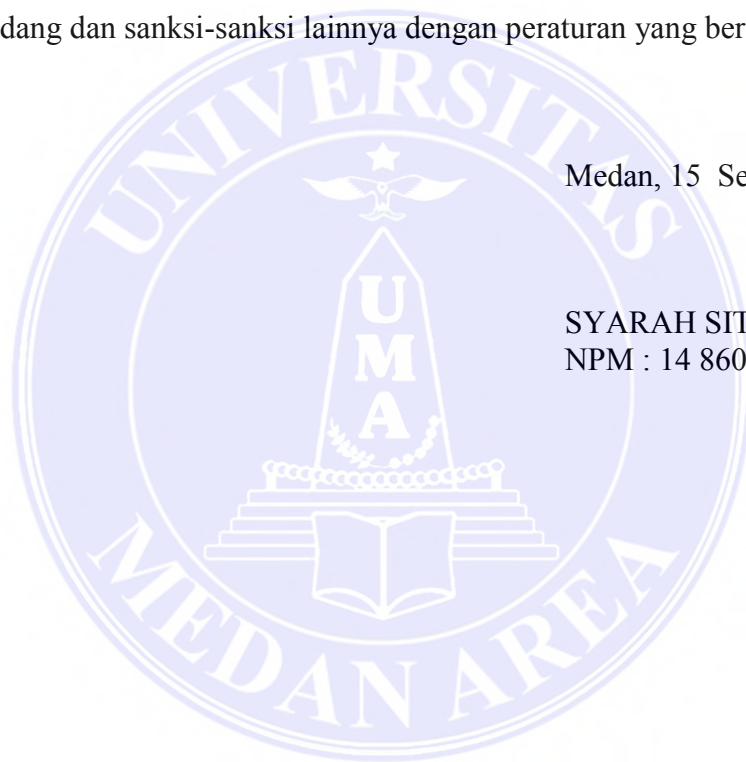 dang dan sanksi-sanksi lainnya dengan peraturan yang ber
UNIVERSITAS
Medan, 15 Se
UMA
SYARAH SIT
NPM : 14 860
MEDAN AREA